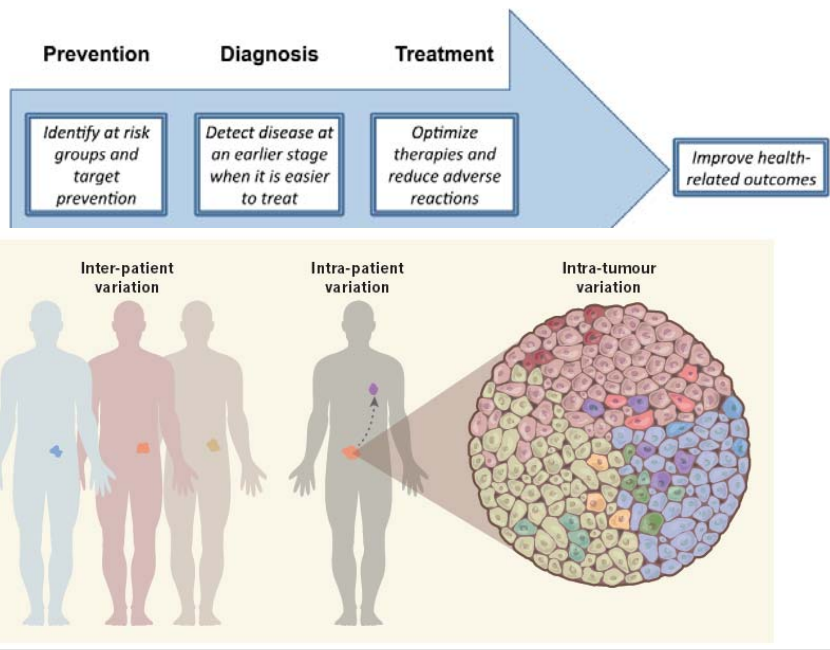 Prevention
Diagnosis
Treatment
Identify at risk
groups and
target
prevention
Detect disease at
an earlier stage
when it is easier
to treat
Optimize
therapies and
reduce adverse
reactions
Improve health-
related outcomes
Inter-patient
variation
Intra-patient
variation
Intra-tumour
variation